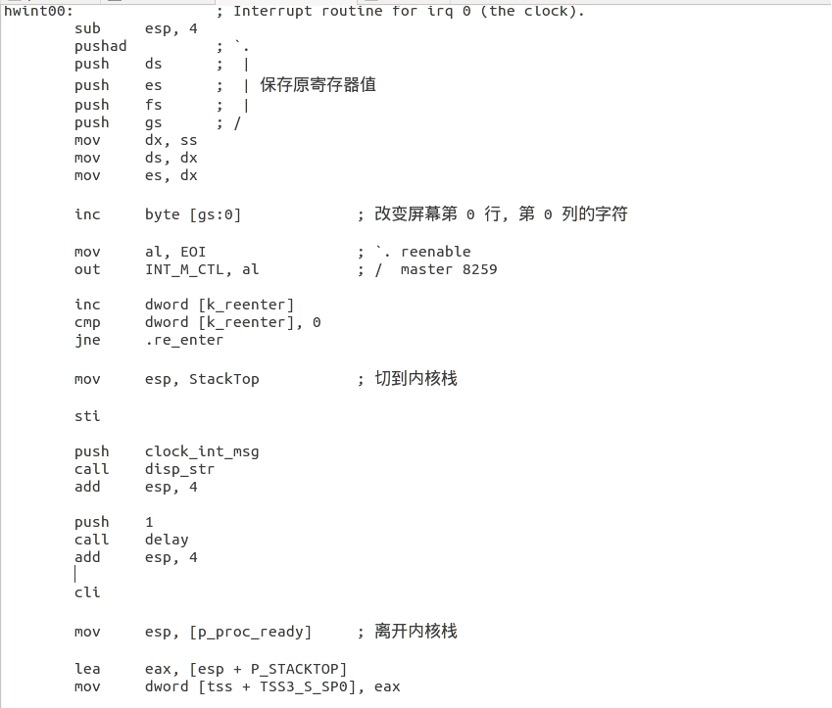 hwint00:                ; Interrupt routine for irq 0 (the clock).
        sub     esp, 4
        pushad          ; `.
        push    ds      ;  |
        push    es      ;  | 保存原寄存器值
        push    fs      ;  |
        push    gs      ; /
        mov     dx, ss
        mov     ds, dx
        mov     es, dx
        inc     byte [gs:0]             ; 改变屏幕第 0 行, 第 0 列的字符
        mov     al, EOI                 ; `. reenable
        out     INT_M_CTL, al           ; /  master 8259
        inc     dword [k_reenter]
        cmp     dword [k_reenter], 0
        jne     .re_enter
        mov     esp, StackTop           ; 切到内核栈
        sti
        push    clock_int_msg
        call    disp_str
        add     esp, 4
        push    1
        call    delay
        add     esp, 4
        cli
        mov     esp, [p_proc_ready]     ; 离开内核栈
        lea     eax, [esp + P_STACKTOP]
        mov     dword [tss + TSS3_S_SP0], eax